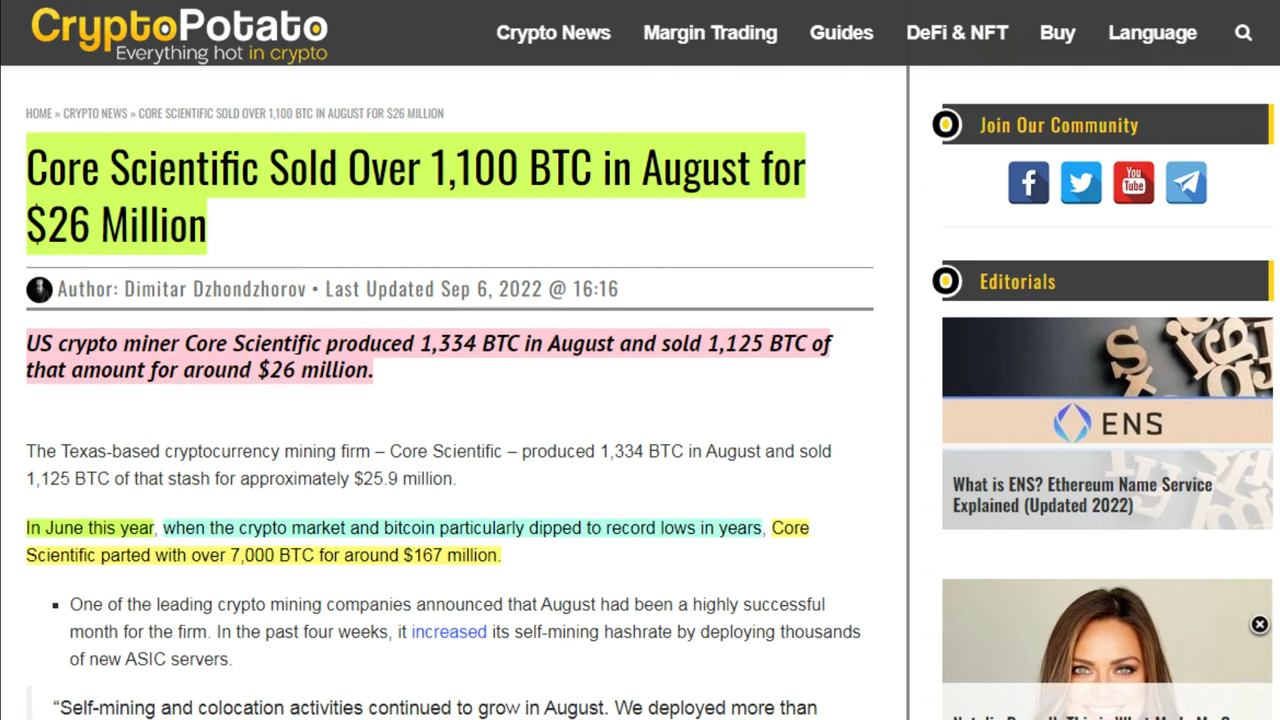 CryptoPotato
Everything hot in crypto
Crypto News Margin Trading Guides DeFi & NFT Buy Language
HOME » CRYPTO NEWS » CORE SCIENTIFIC SOLD OVER 1,100 BTC IN AUGUST FOR $26 MILLION
Core Scientific Sold Over 1,100 BTC in August for
$26 Million
Author: Dimitar Dzhondzhorov • Last Updated Sep 6, 2022 @ 16:16
US crypto miner Core Scientific produced 1,334 BTC in August and sold 1,125 BTC of
that amount for around $26 million.
The Texas-based cryptocurrency mining firm – Core Scientific – produced 1,334 BTC in August and sold
1,125 BTC of that stash for approximately $25.9 million.
In June this year, when the crypto market and bitcoin particularly dipped to record lows in years, Core
Scientific parted with over 7,000 BTC for around $167 million.
▪ One of the leading crypto mining companies announced that August had been a highly successful
month for the firm. In the past four weeks, it increased its self-mining hashrate by deploying thousands
of new ASIC servers.
“Self-mining and colocation activities continued to grow in August. We deployed more than
Join Our Community
You
Tube
Editorials
ENS
What is ENS? Ethereum Name Service
Explained (Updated 2022)